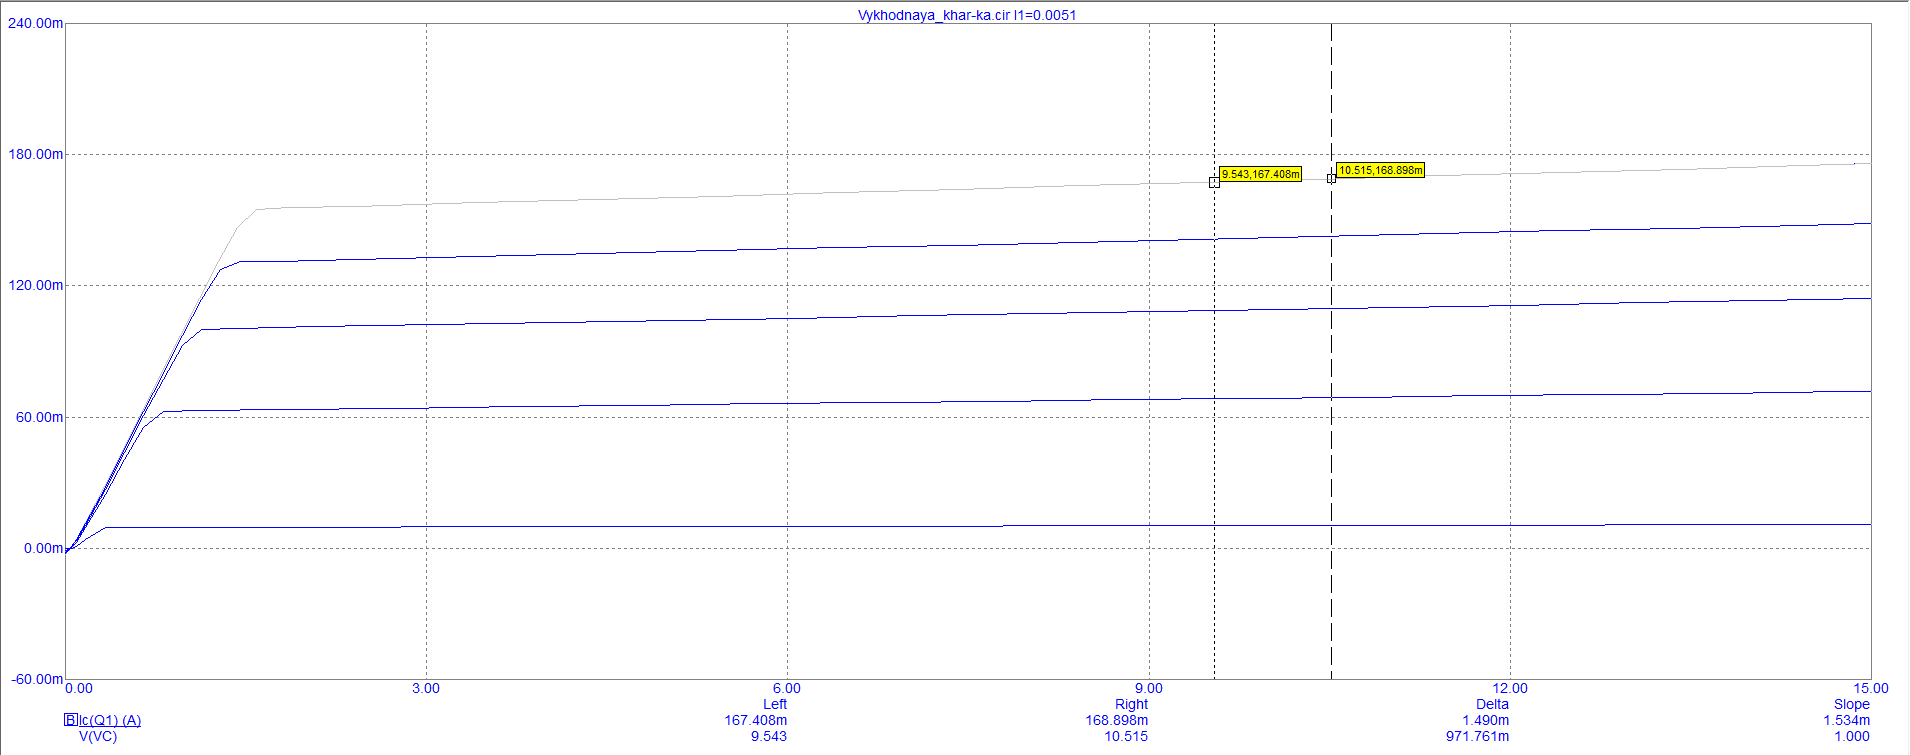 Vykhodnaya_khar-ka.cir I1=0.0051
240.00m
180.00m
9.543,167.408m
10.515,168.898m
120.00m
60.00m
0.00m
-60.00m
0.00 3.00 6.00 9.00 12.00 15.00
Left Right Delta Slope
B Ic(Q1) (A) 167.408m 168.898m 1.490m 1.534m
V(VC) 9.543 10.515 971.761m 1.000